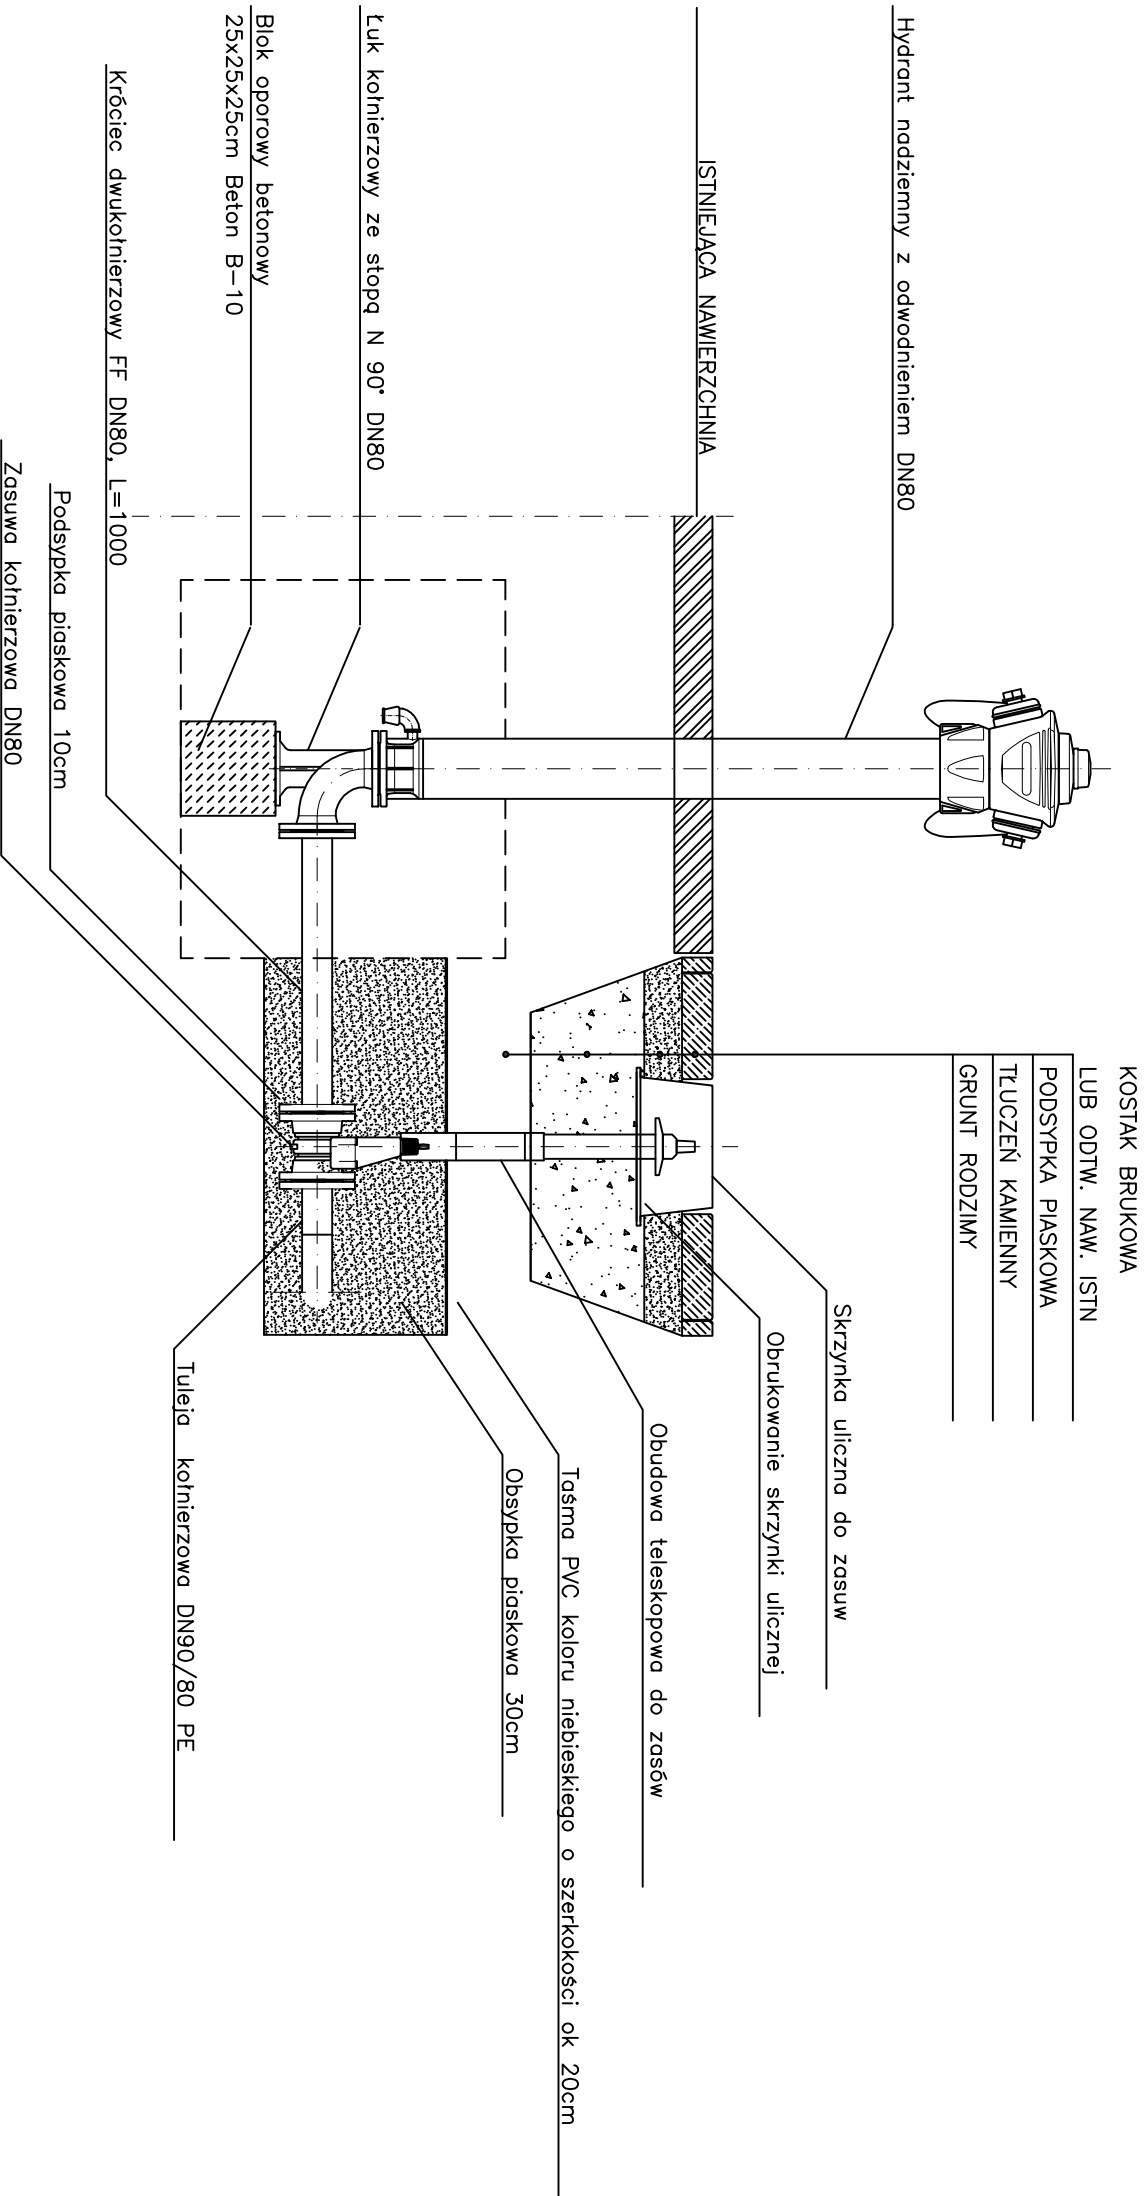 KOSTAK BRUKOWA
LUB ODTW. NAW. ISTN
PODSYPKA PIASKOWA
TŁUCZEŃ KAMIENNY
GRUNT RODZIMY
Hydrant nadziemny z odwodnieniem DN80
ISTNIEJĄCA NAWIERZCHNIA
Łuk kołnierzowy ze stopą N 90° DN80
Blok oporowy betonowy
25x25x25cm Beton B-10
Króciec dwukołnierzowy FF DN80, L=1000
Podsypka piaskowa 10cm
Zasuwa kołnierzowa DN80
Skrzynka uliczna do zasuw
Obrukowanie skrzynki ulicznej
Obudowa teleskopowa do zasów
Taśma PVC koloru niebieskiego o szerkokości ok 20cm
Obsypka piaskowa 30cm
Tuleja kołnierzowa DN90/80 PE